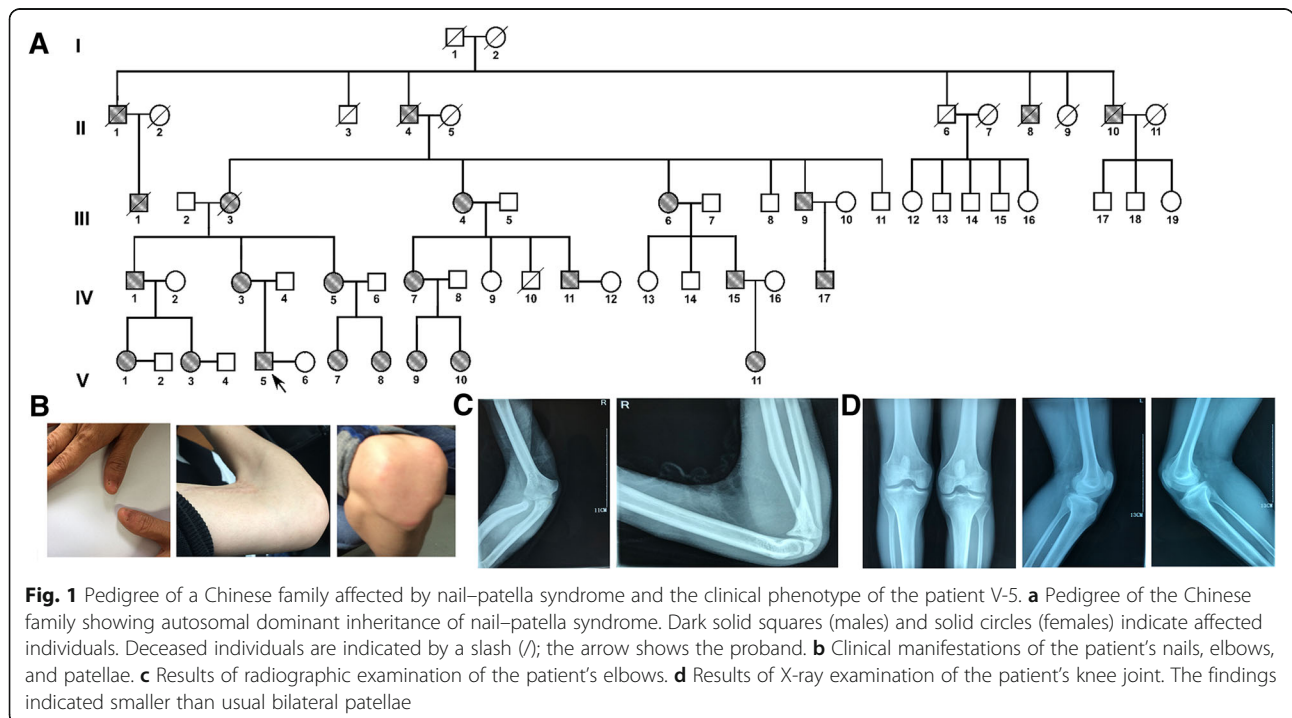 A
I
1 2
II
1 2 3 4 5 6 7 8 9 10 11
III
1 2 3 4 5 6 7 8 9 10 11 12 13 14 15 16 17 18 19
IV
1 2 3 4 5 6 7 8 9 10 11 12 13 14 15 16 17
V
1 2 3 4 5 6 7 8 9 10 11
B
C
D
R
11CM
R
L
13CM
11CM
Fig. 1 Pedigree of a Chinese family affected by nail–patella syndrome and the clinical phenotype of the patient V-5. a Pedigree of the Chinese
family showing autosomal dominant inheritance of nail–patella syndrome. Dark solid squares (males) and solid circles (females) indicate affected
individuals. Deceased individuals are indicated by a slash (/); the arrow shows the proband. b Clinical manifestations of the patient's nails, elbows,
and patellae. c Results of radiographic examination of the patient's elbows. d Results of X-ray examination of the patient's knee joint. The findings
indicated smaller than usual bilateral patellae